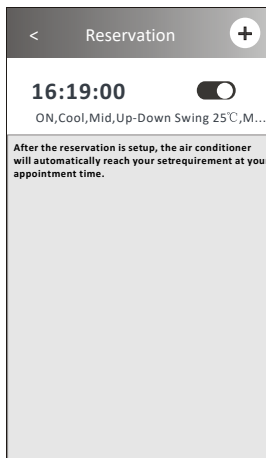 < Reservation +
16:19:00
ON,Cool,Mid,Up-Down Swing 25℃,M...
After the reservation is setup, the air conditioner
will automatically reach your setrequirement at your
appointment time.